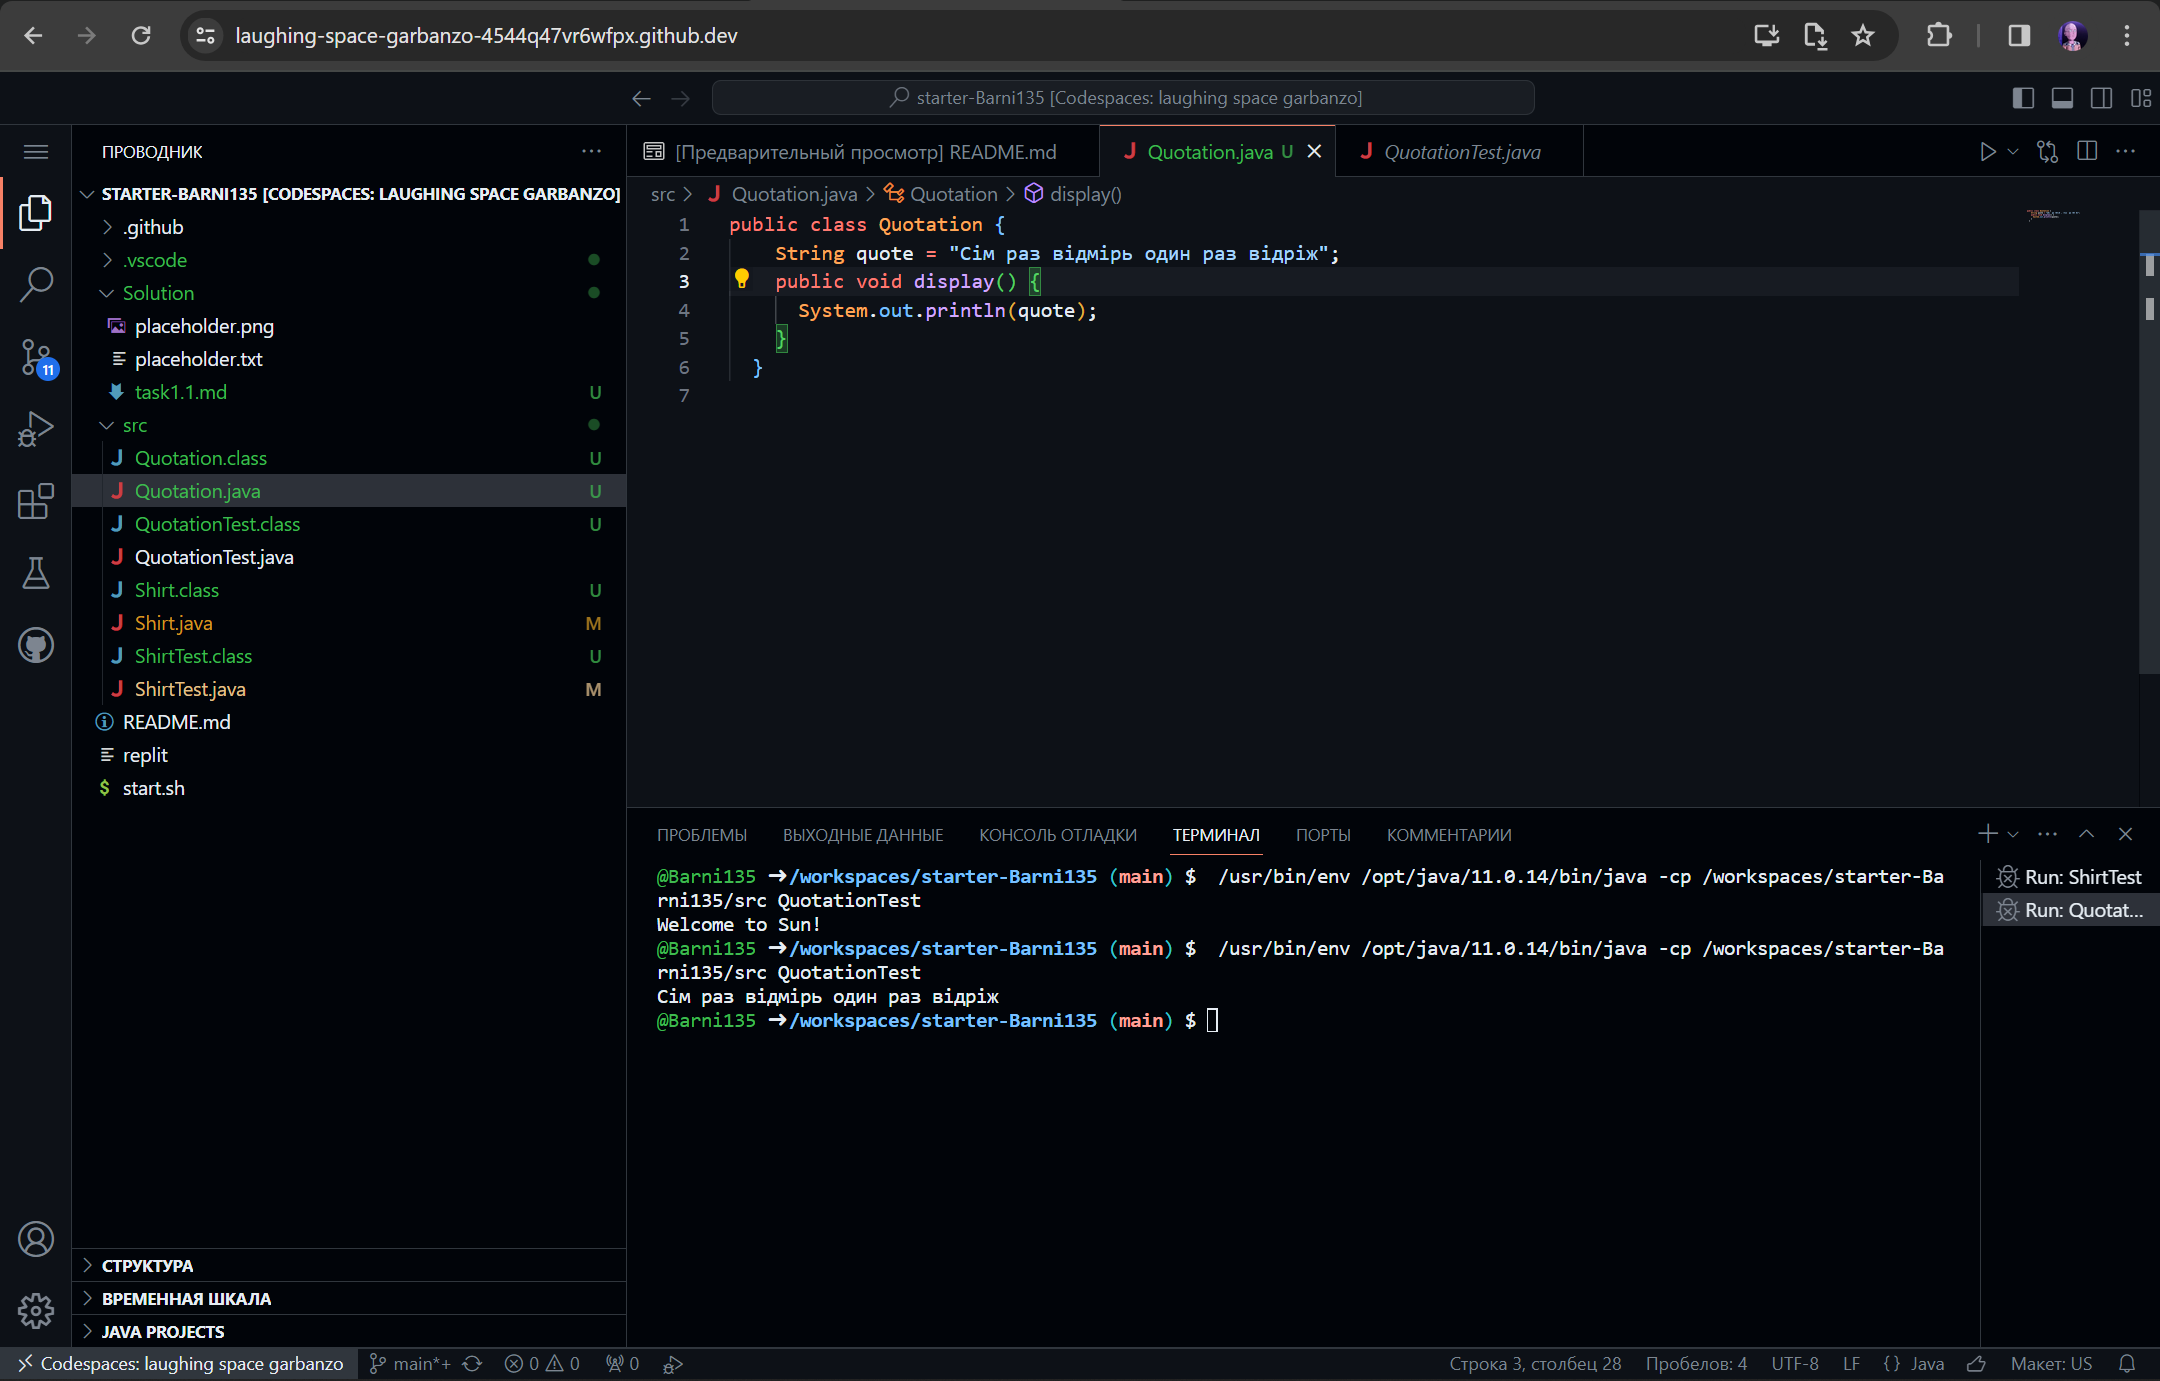 laughing-space-garbanzo-4544q47vr6wfpx.github.dev
starter-Barni135 [Codespaces: laughing space garbanzo]
ПРОВОДНИК
STARTER-BARNI135 [CODESPACES: LAUGHING SPACE GARBANZO]
.github
.vscode
Solution
placeholder.png
placeholder.txt
task1.1.md U
src
Quotation.class U
Quotation.java U
QuotationTest.class U
QuotationTest.java
Shirt.class U
Shirt.java M
ShirtTest.class U
ShirtTest.java M
README.md
replit
start.sh
11
СТРУКТУРА
ВРЕМЕННАЯ ШКАЛА
JAVA PROJECTS
[Предварительный просмотр] README.md
Quotation.java U
QuotationTest.java
src > Quotation.java > Quotation > display()
1 public class Quotation {
2 String quote = "Сім раз відмірь один раз відріж";
3 public void display() {
4 System.out.println(quote);
5 }
6 }
7
ПРОБЛЕМЫ ВЫХОДНЫЕ ДАННЫЕ КОНСОЛЬ ОТЛАДКИ ТЕРМИНАЛ ПОРТЫ КОММЕНТАРИИ
@Barni135 ➜/workspaces/starter-Barni135 (main) $ /usr/bin/env /opt/java/11.0.14/bin/java -cp /workspaces/starter-Ba
rni135/src QuotationTest
Welcome to Sun!
@Barni135 ➜/workspaces/starter-Barni135 (main) $ /usr/bin/env /opt/java/11.0.14/bin/java -cp /workspaces/starter-Ba
rni135/src QuotationTest
Сім раз відмірь один раз відріж
@Barni135 ➜/workspaces/starter-Barni135 (main) $
Run: ShirtTest
Run: Quotat...
Codespaces: laughing space garbanzo main*+ 0 0 0 Строка 3, столбец 28 Пробелов: 4 UTF-8 LF {} Java Макет: US